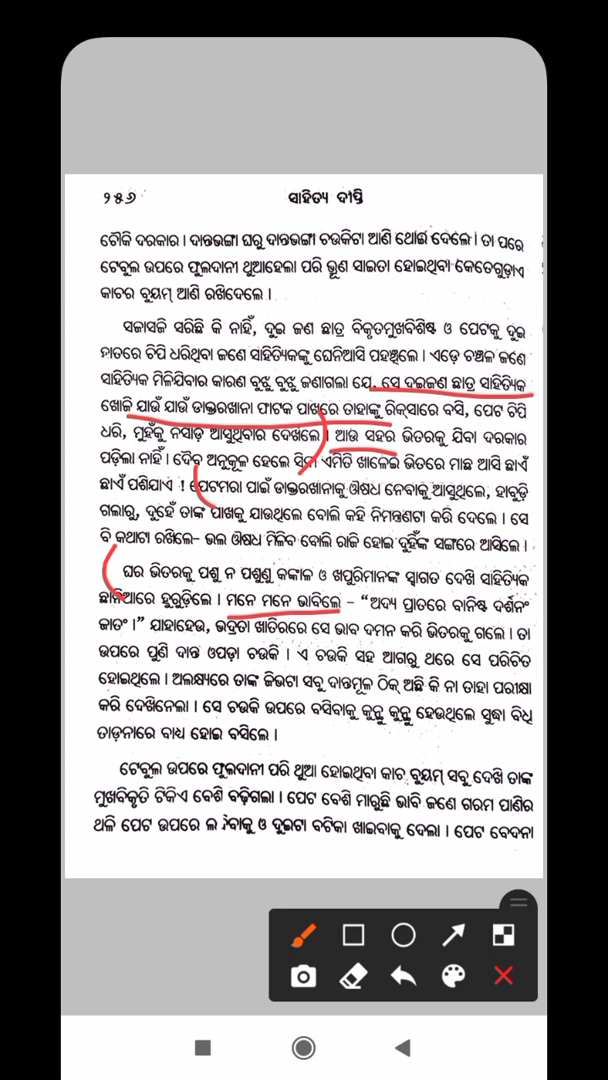 ୨୫୬ ସାହିତ୍ୟ ଦୀପ୍ତି
ଚୌକି ଦରକାର । ଦାନ୍ତଭଙ୍ଗା ଘରୁ ଦାନ୍ତଭଙ୍ଗା ଚଉକିଟା ଆଣି ଥୋଇ ଦେଲେ । ତା ପରେ
ଟେବୁଲ ଉପରେ ଫୁଲଦାନୀ ଥୁଆହେଲା ପରି ଭ୍ରୂଣ ସାଇତା ହୋଇଥିବା କେତେଗୁଡ଼ାଏ
କାଚର ବୁୟମ୍ ଆଣି ରଖିଦେଲେ ।
ସଜାସଜି ସରିଛି କି ନାହିଁ, ଦୁଇ ଜଣ ଛାତ୍ର ବିକୃତମୁଖବିଶିଷ୍ଟ ଓ ପେଟକୁ ଦୁଇ
ହାତରେ ଚିପି ଧରିଥିବା ଜଣେ ସାହିତ୍ୟିକଙ୍କୁ ଘେନିଆସି ପହଞ୍ଚିଲେ । ଏଡ଼େ ଚଞ୍ଚଳ ଜଣେ
ସାହିତ୍ୟିକ ମିଳିଯିବାର କାରଣ ବୁଝୁ ବୁଝୁ ଜଣାଗଲା ଯେ, ସେ ଦଇଜଣ ଛାତ୍ର ସାହିତ୍ୟିକ
ଖୋଜି ଯାଉଁ ଯାଉଁ ଡାକ୍ତରଖାନା ଫାଟକ ପାଖରେ ତାହାଙ୍କୁ ରିକ୍‌ସାରେ ବସି, ପେଟ ଚିପି
ଧରି, ମୁହଁକୁ ନସାଡ଼ି ଆସୁଥିବାର ଦେଖିଲେ । ଆଉ ସହର ଭିତରକୁ ଯିବା ଦରକାର
ପଡ଼ିଲା ନାହିଁ । ଦୈବ ଅନୁକୂଳ ହେଲେ ସିନା ଏମିତି ଖାଳେଇ ଭିତରେ ମାଛ ଆସି ଛାଏଁ
ଛାଏଁ ପଶିଯାଏ ! ପେଟମରା ପାଇଁ ଡାକ୍ତରଖାନାକୁ ଔଷଧ ନେବାକୁ ଆସୁଥିଲେ, ହାବୁଡ଼ି
ଗଲାରୁ, ଦୁହେଁ ତାଙ୍କ ପାଖକୁ ଯାଉଥିଲେ ବୋଲି କହି ନିମନ୍ତ୍ରଣଟା କରି ଦେଲେ । ସେ
ବି କଥାଟା ରଖିଲେ- ଭଲ ଔଷଧ ମିଳିବ ବୋଲି ରାଜି ହୋଇ ଦୁହିଁଙ୍କ ସଙ୍ଗରେ ଆସିଲେ ।
ଘର ଭିତରକୁ ପଶୁ ନ ପଶୁଣୁ କଙ୍କାଳ ଓ ଖପୁରିମାନଙ୍କ ସ୍ୱାଗତ ଦେଖି ସାହିତ୍ୟିକ
ଛାନିଆରେ ହୁରୁଡ଼ିଲେ । ମନେ ମନେ ଭାବିଲେ – “ଅଦ୍ୟ ପ୍ରାତରେ ବାନିଷ୍ଟ ଦର୍ଶନଂ
ଜାତଂ ।” ଯାହାହେଉ, ଭଦ୍ରତା ଖାତିରରେ ସେ ଭାବ ଦମନ କରି ଭିତରକୁ ଗଲେ । ତା
ଉପରେ ପୁଣି ଦାନ୍ତ ଓପଡ଼ା ଚଉକି । ଏ ଚଉକି ସହ ଆଗରୁ ଥରେ ସେ ପରିଚିତ
ହୋଇଥିଲେ । ଅଲକ୍ଷ୍ୟରେ ତାଙ୍କ ଜିଭଟା ସବୁ ଦାନ୍ତମୂଳ ଠିକ୍ ଅଛି କି ନା ତାହା ପରୀକ୍ଷା
କରି ଦେଖିନେଲା । ସେ ଚଉକି ଉପରେ ବସିବାକୁ କୁନ୍ଥୁ କୁନ୍ଥୁ ହେଉଥିଲେ ସୁଦ୍ଧା ବିଧି
ତାଡ଼ନାରେ ବାଧ୍ୟ ହୋଇ ବସିଲେ ।
ଟେବୁଲ ଉପରେ ଫୁଲଦାନୀ ପରି ଥୁଆ ହୋଇଥିବା କାଚ ବୁୟମ୍ ସବୁ ଦେଖି ତାଙ୍କ
ମୁଖବିକୃତି ଟିକିଏ ବେଶି ବଢ଼ିଗଲା । ପେଟ ବେଶି ମାରୁଛି ଭାବି ଜଣେ ଗରମ ପାଣିର
ଥଳି ପେଟ ଉପରେ ଓ ଦୁଇଟା ବଟିକା ଖାଇବାକୁ ଦେଲା । ପେଟ ବେଦନା